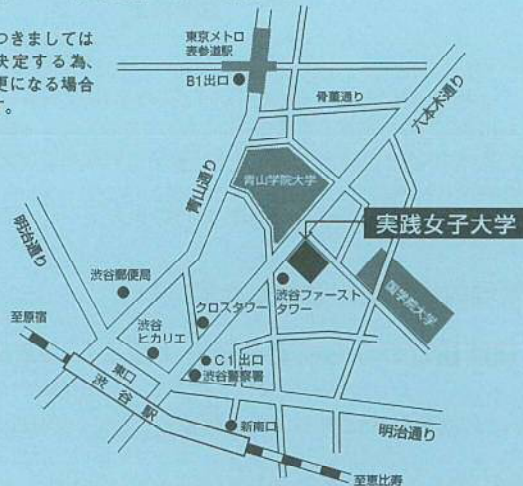 つきましては
決定する為、
更になる場合
す。
東京メトロ
表参道駅
B1出口
骨董通り
六本木通り
青山通り
青山学院大学
実践女子大学
明治通り
渋谷郵便局
クロスタワー
渋谷ファースト
タワー
国学院大学
至原宿
渋谷
ヒカリエ
C1出口
渋谷警察署
東口
渋谷駅
新南口
明治通り
至恵比寿